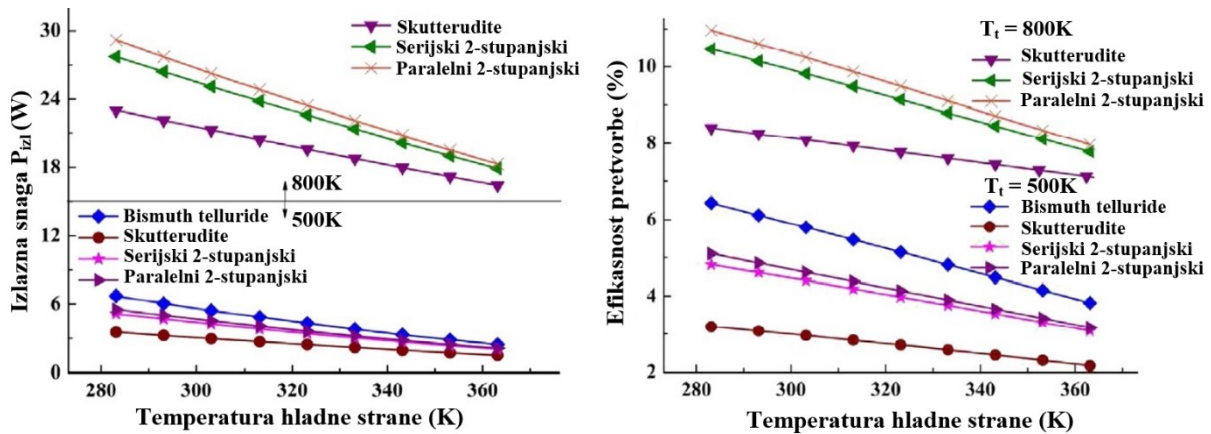 Izlazna snaga P_izl (W)
30
24
18
12
6
0
Skutterudite
Serijski 2-stupanjski
Paralelni 2-stupanjski
800K
500K
Bismuth telluride
Skutterudite
Serijski 2-stupanjski
Paralelni 2-stupanjski
280
300
320
340
360
Temperatura hladne strane (K)
Efikasnost pretvorbe (%)
10
8
6
4
2
T_t = 800K
Skutterudite
Serijski 2-stupanjski
Paralelni 2-stupanjski
T_t = 500K
Bismuth telluride
Skutterudite
Serijski 2-stupanjski
Paralelni 2-stupanjski
280
300
320
340
360
Temperatura hladne strane (K)